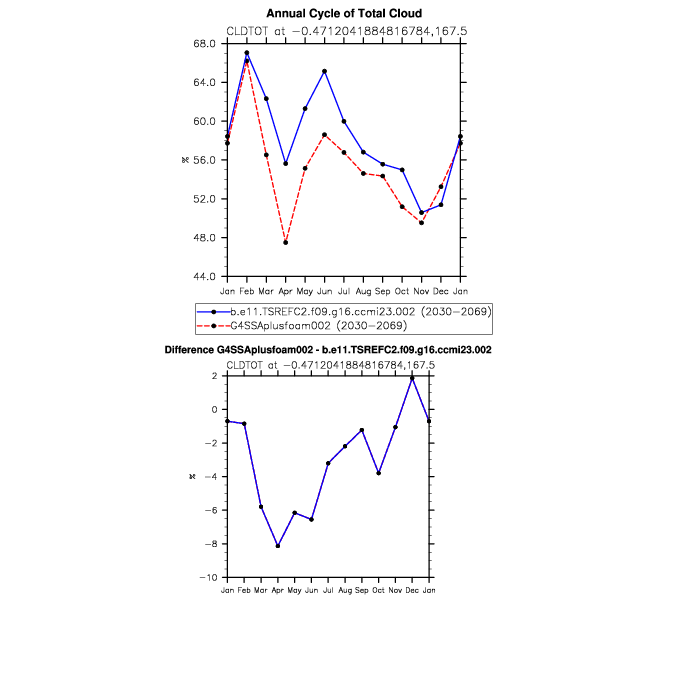 Annual Cycle of Total Cloud
CLDTOT at −0.4712041884816784,167.5
68.0
64.0
60.0
56.0
52.0
48.0
44.0
%
Jan Feb Mar Apr May Jun Jul Aug Sep Oct Nov Dec Jan
b.e11.TSREFC2.f09.g16.ccmi23.002 (2030−2069)
G4SSAplusfoam002 (2030−2069)
Difference G4SSAplusfoam002 - b.e11.TSREFC2.f09.g16.ccmi23.002
CLDTOT at −0.4712041884816784,167.5
2
0
−2
−4
−6
−8
−10
%
Jan Feb Mar Apr May Jun Jul Aug Sep Oct Nov Dec Jan